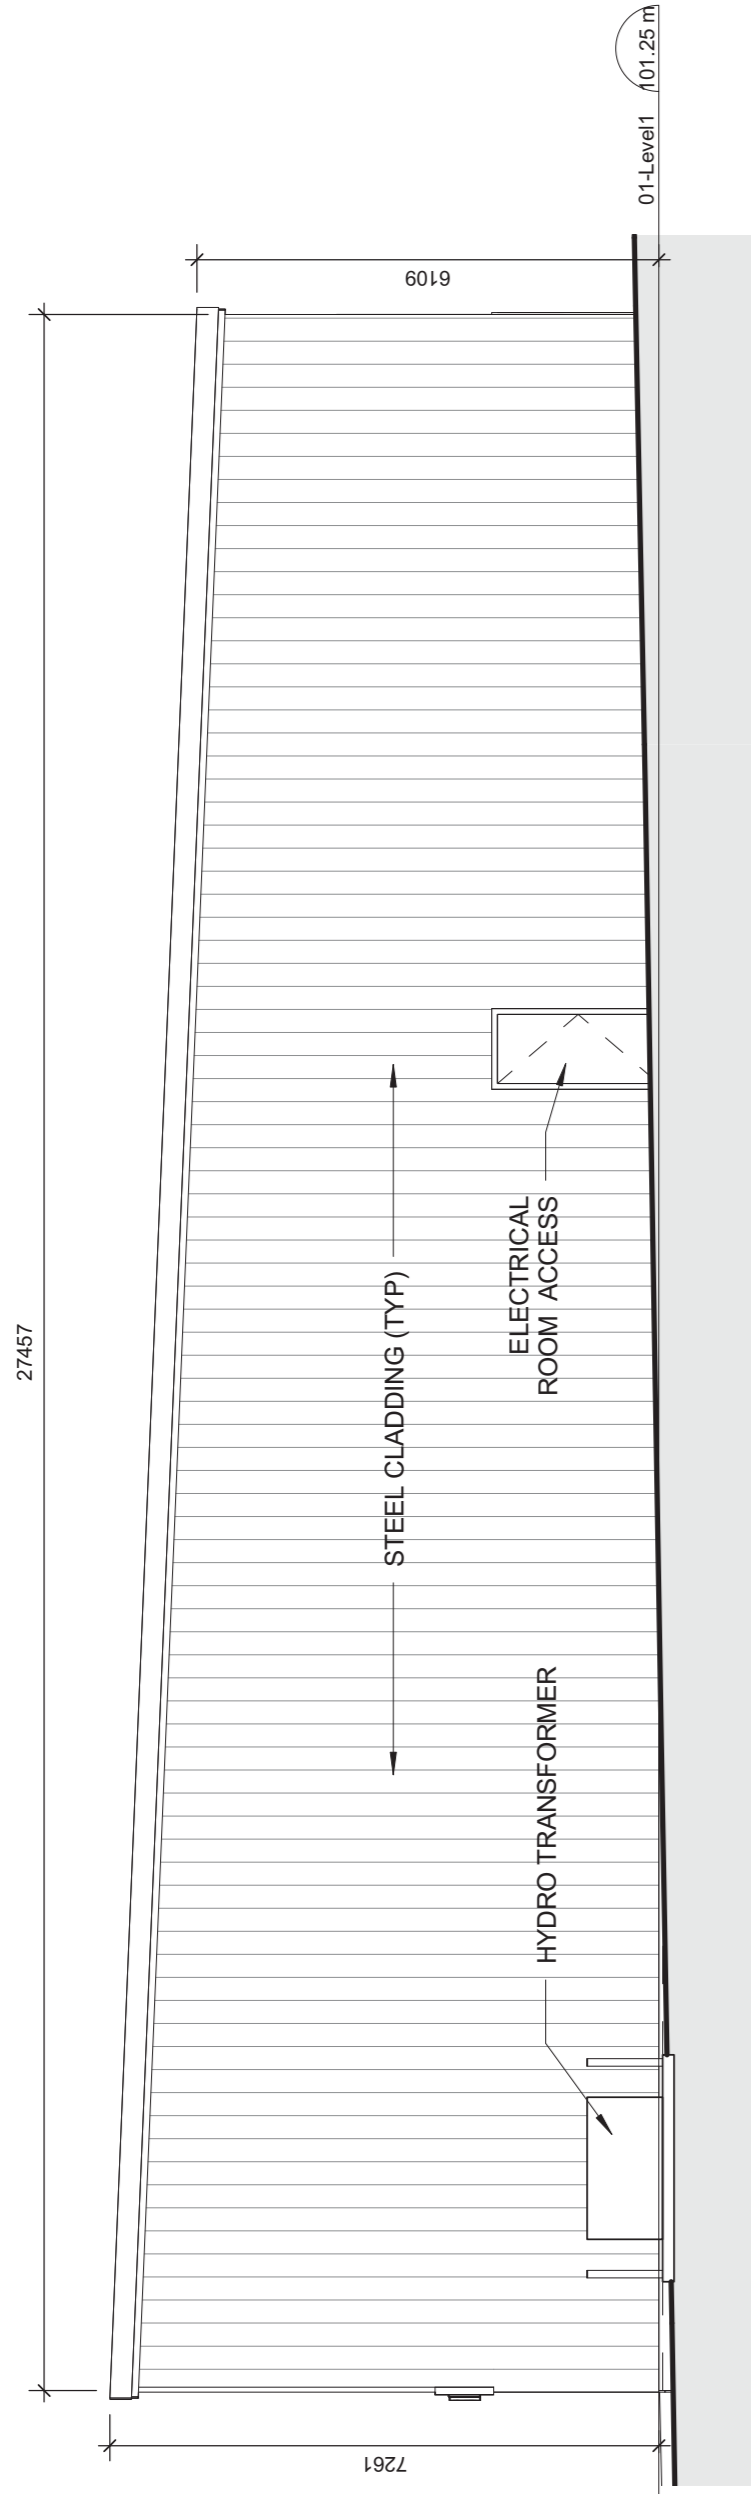 27457
7261
6109
STEEL CLADDING (TYP)
HYDRO TRANSFORMER
ELECTRICAL
ROOM ACCESS
01-Level1
101.25 m